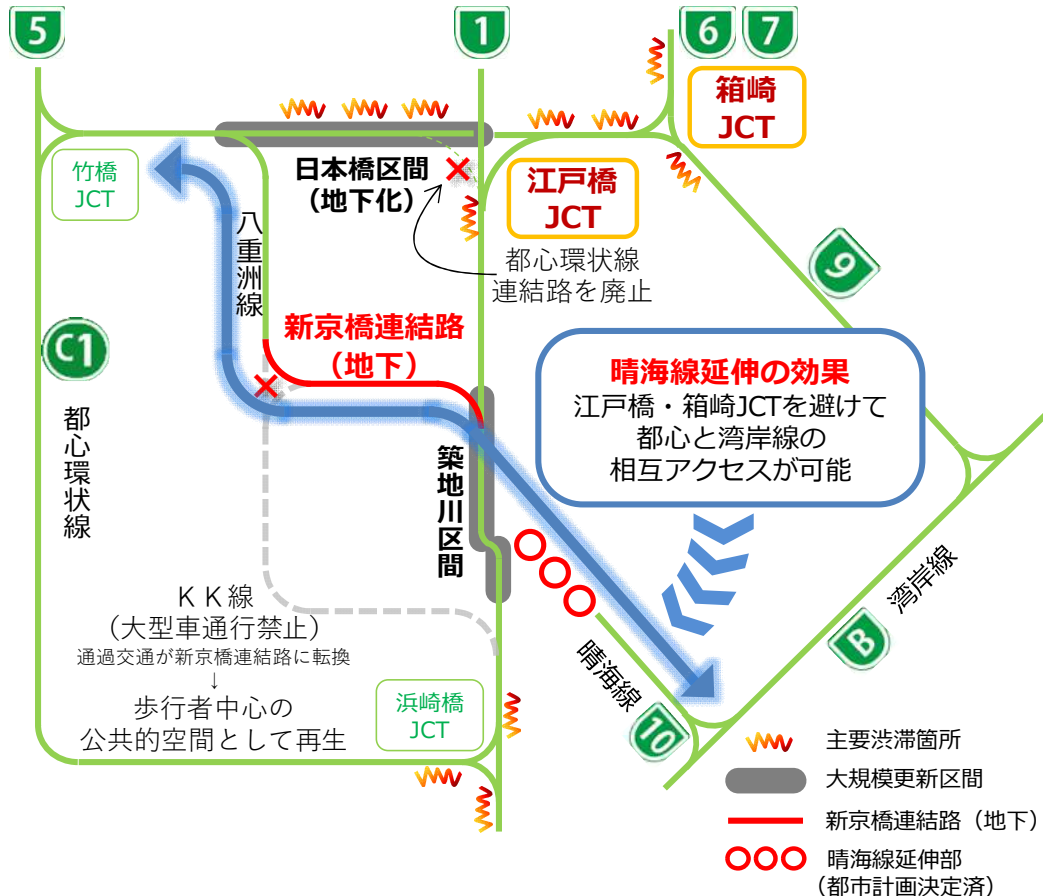 5
1
6
7
箱崎
JCT
竹橋
JCT
日本橋区間
(地下化)
江戸橋
JCT
都心環状線
連結路を廃止
八重洲線
9
C1
都心環状線
新京橋連結路
(地下)
晴海線延伸の効果
江戸橋・箱崎JCTを避けて
都心と湾岸線の
相互アクセスが可能
築地川区間
湾岸線
B
晴海線
10
ＫＫ線
(大型車通行禁止)
通過交通が新京橋連結路に転換
↓
歩行者中心の
公共的空間として再生
浜崎橋
JCT
主要渋滞箇所
大規模更新区間
新京橋連結路（地下）
晴海線延伸部
(都市計画決定済)